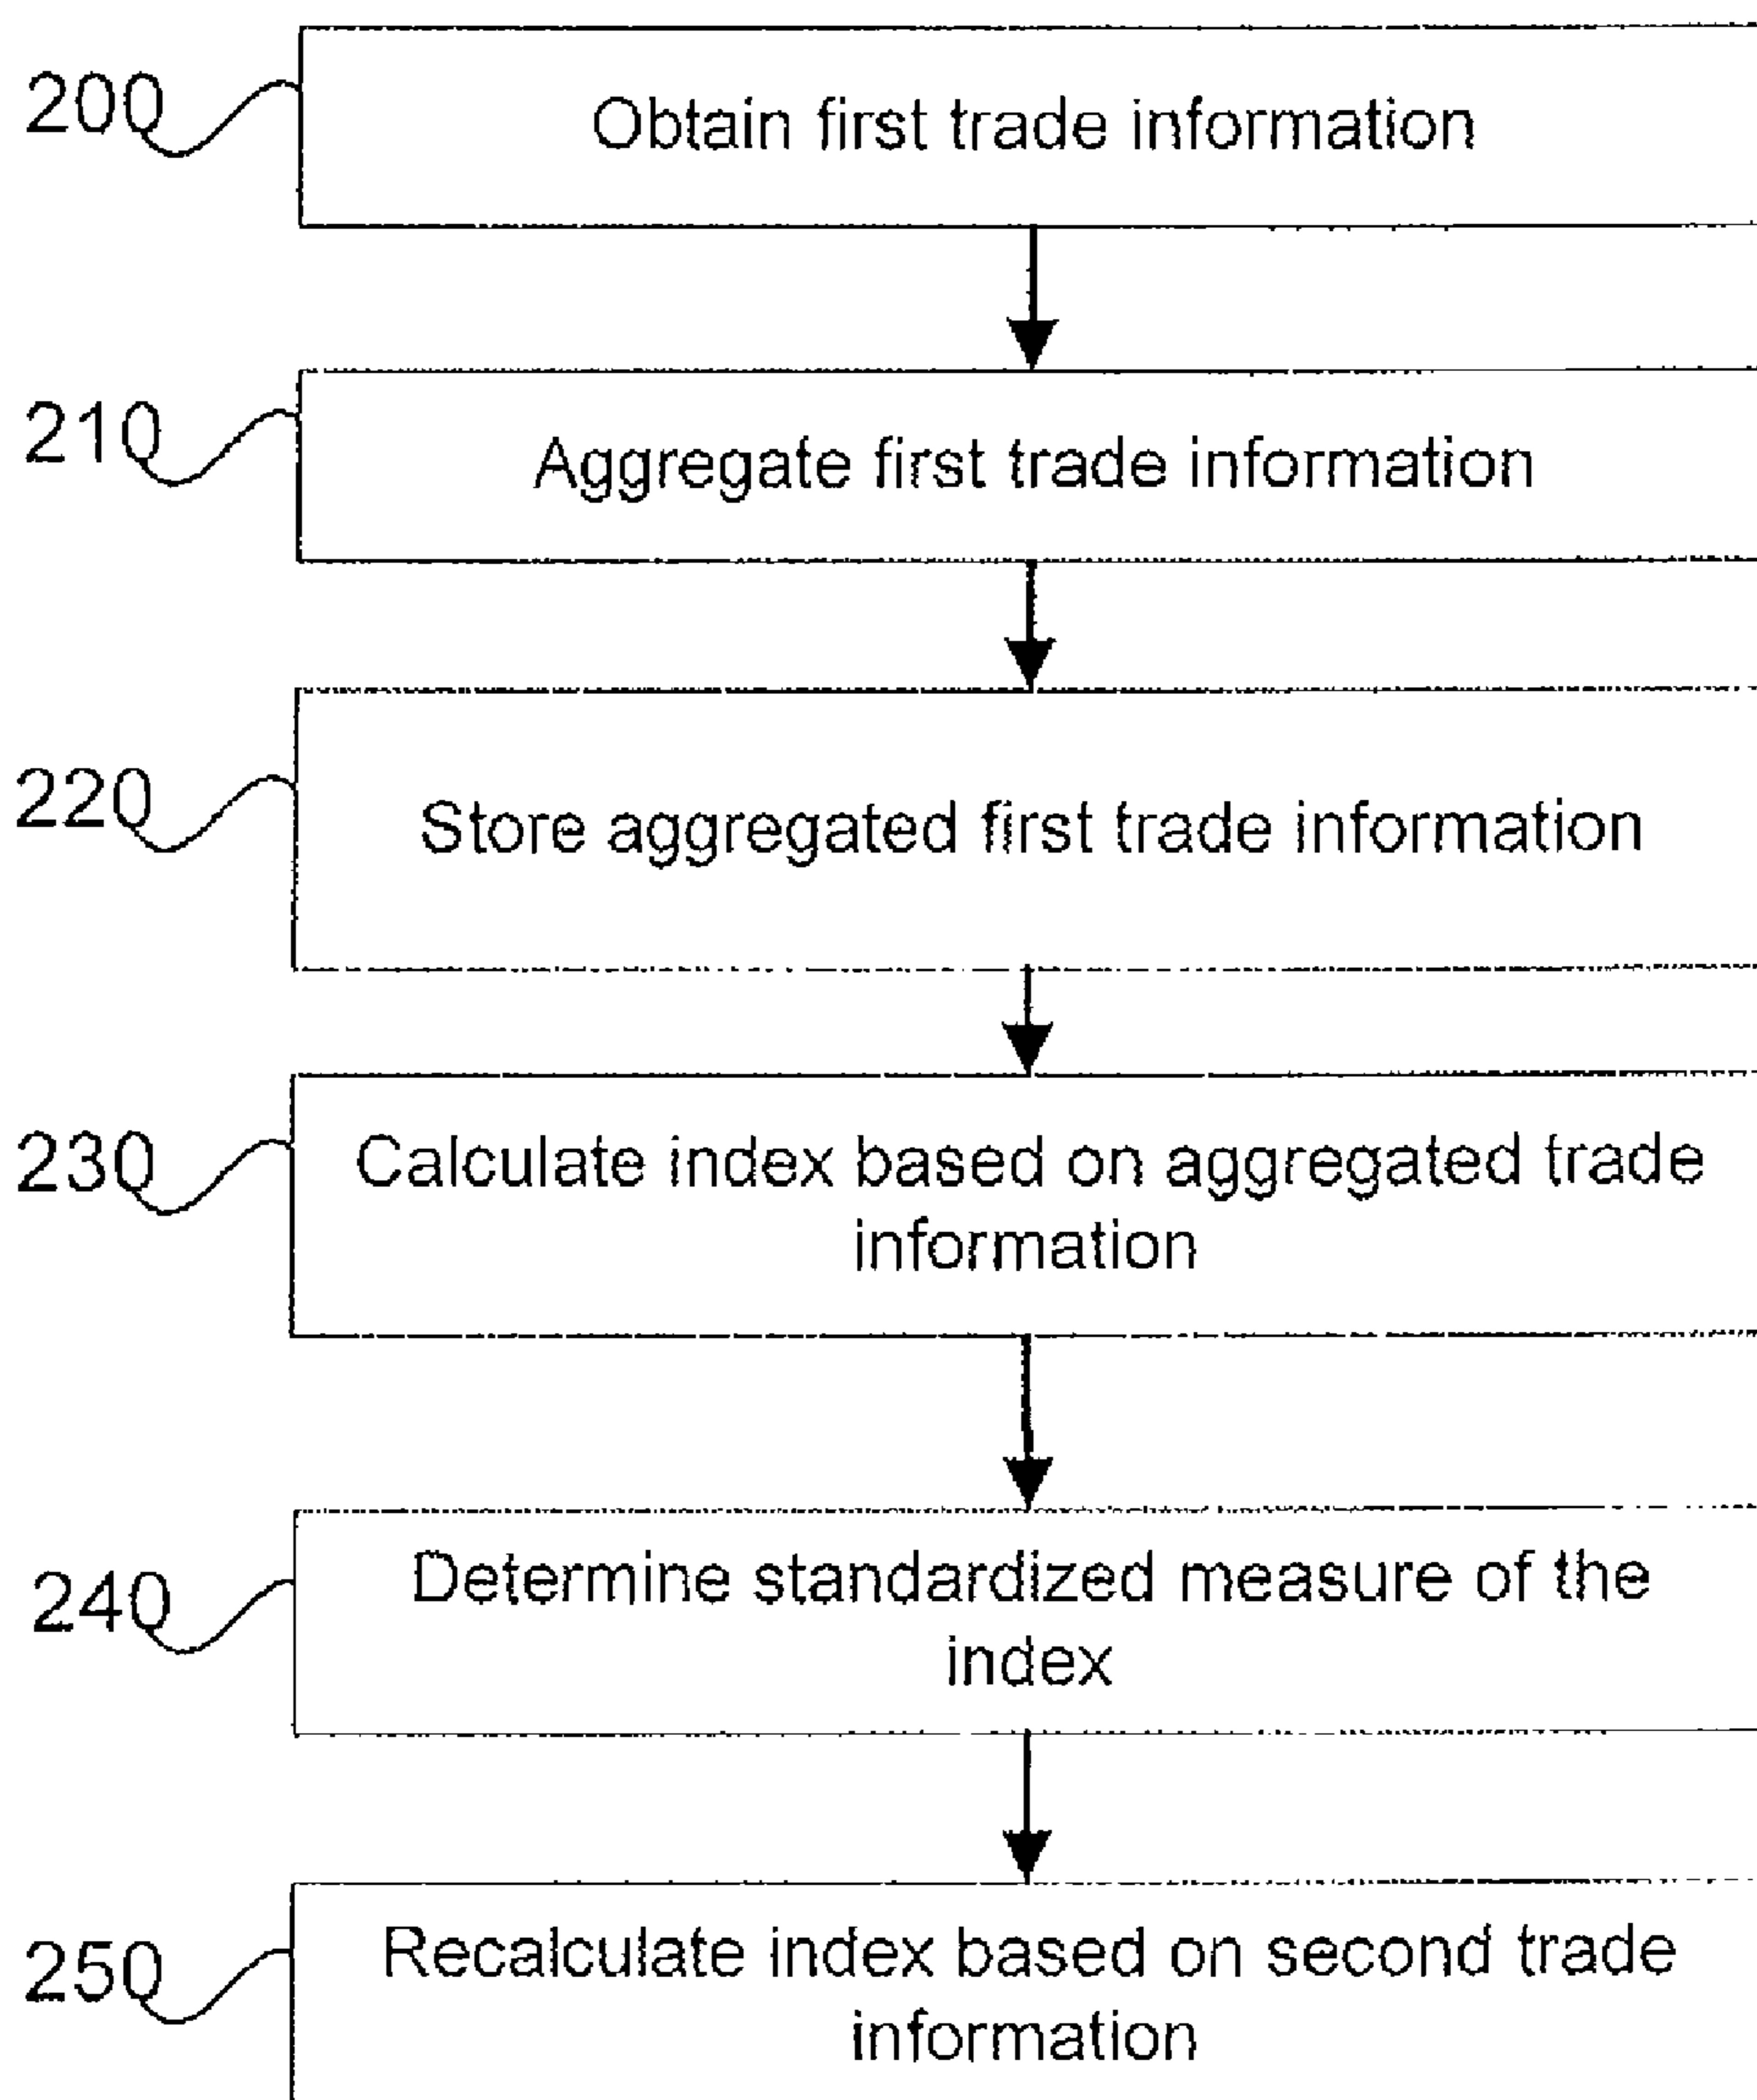 200
Obtain first trade information
210
Aggregate first trade information
220
Store aggregated first trade information
230
Calculate index based on aggregated trade
information
240
Determine standardized measure of the
index
250
Recalculate index based on second trade
information